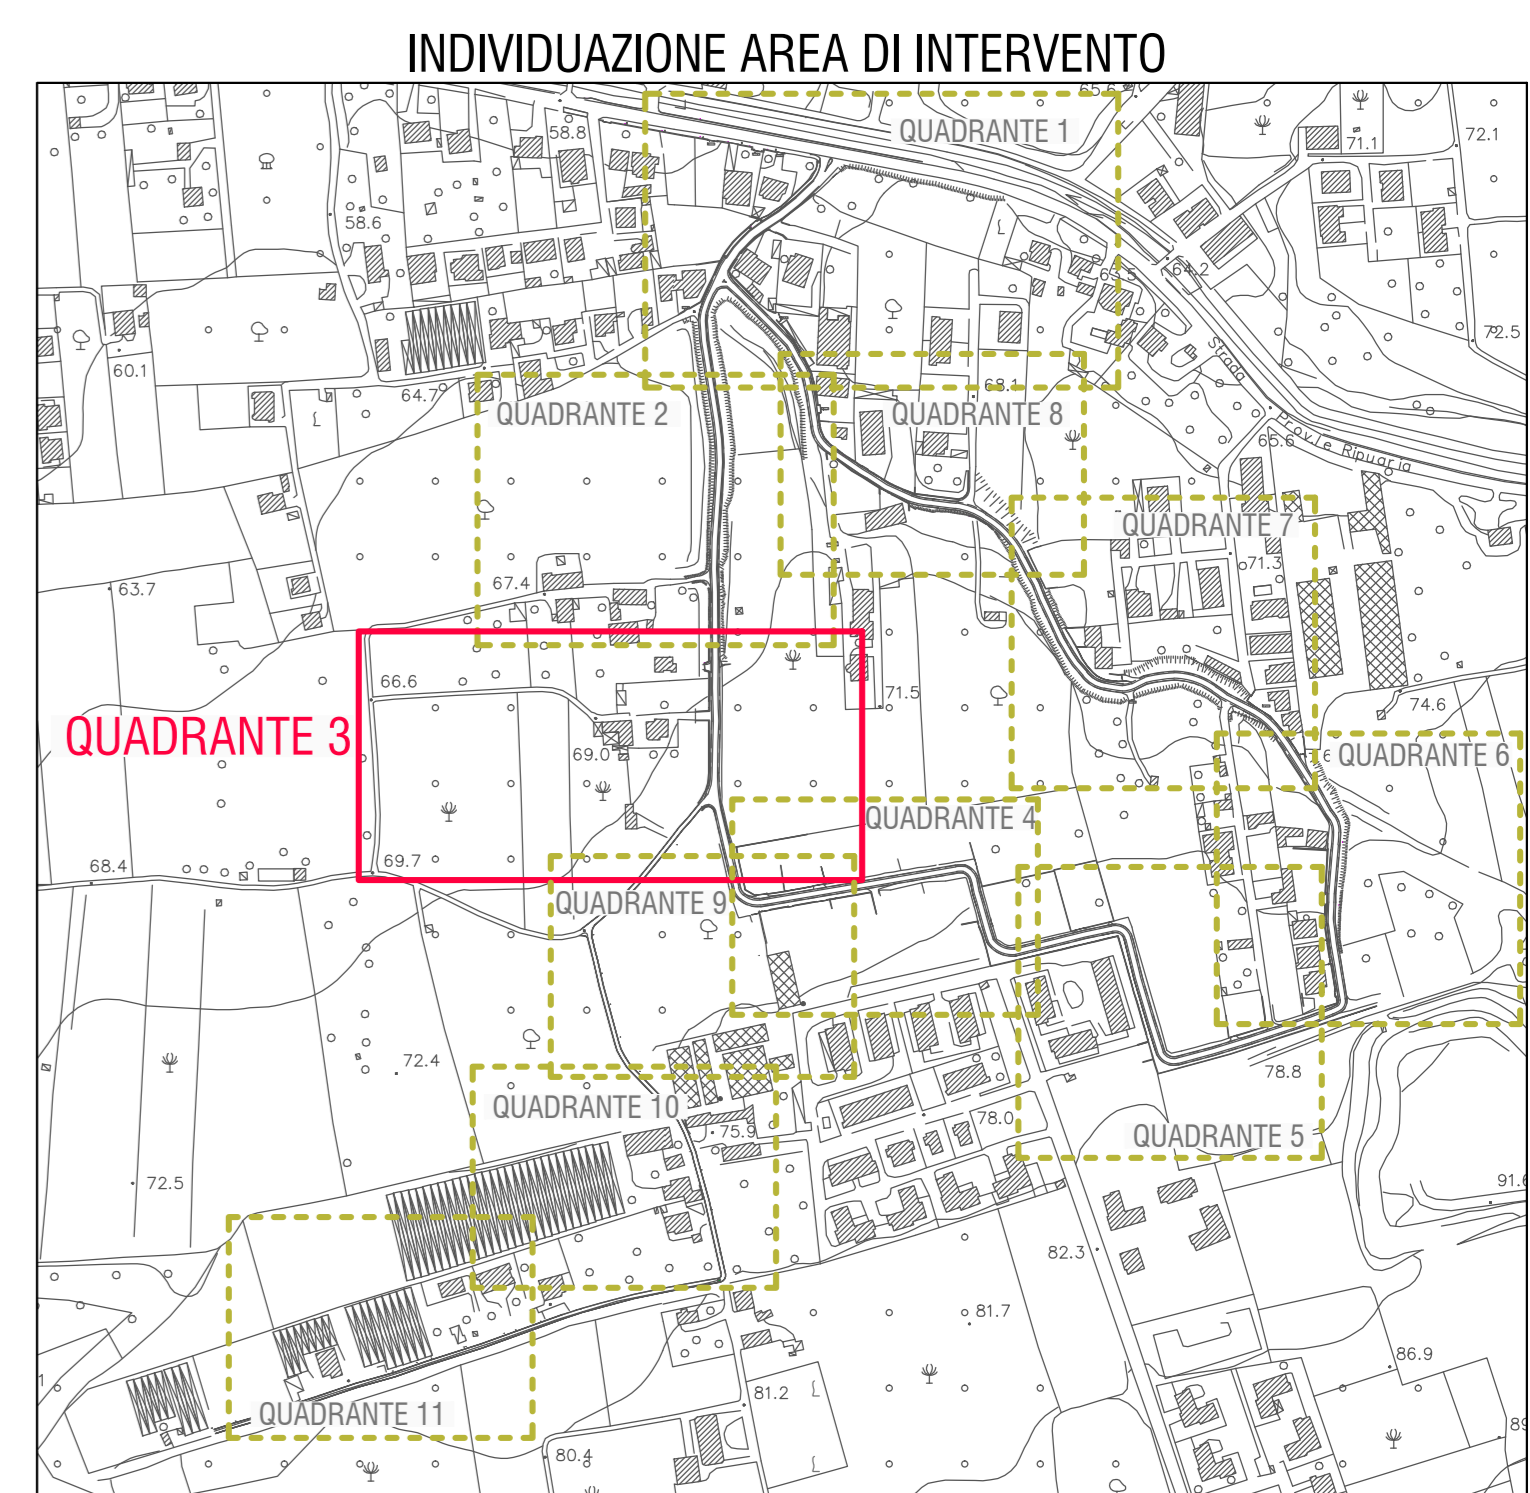 INDIVIDUAZIONE AREA DI INTERVENTO
65.6
QUADRANTE 1
58.8
71.1
72.1
58.6
64.2
72.5
60.1
Strada
68.1
64.7
QUADRANTE 2
QUADRANTE 8
65.6
Prov.le Ripuaria
QUADRANTE 7
71.3
67.4
63.7
66.6
71.5
74.6
QUADRANTE 3
69.0
QUADRANTE 6
QUADRANTE 4
69.7
68.4
QUADRANTE 9
72.4
78.8
QUADRANTE 10
78.0
75.9
QUADRANTE 5
72.5
91.6
82.3
81.7
86.9
81.2
QUADRANTE 11
80.4